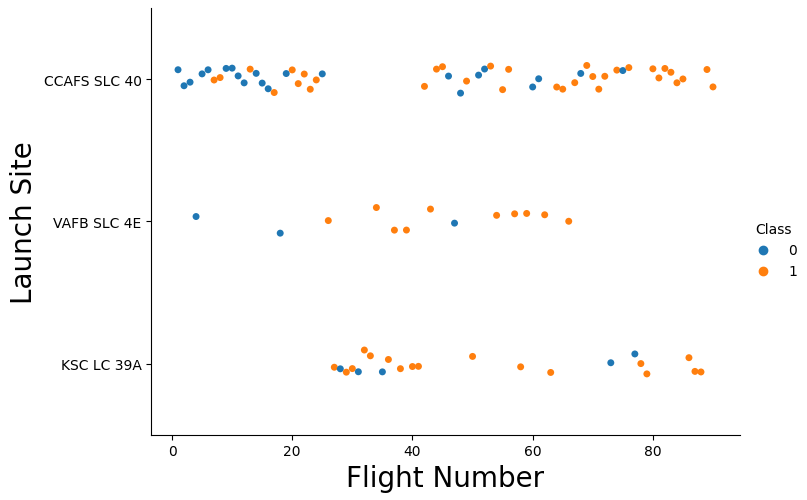 CCAFS SLC 40
VAFB SLC 4E
KSC LC 39A
Launch Site
0
20
40
60
80
Flight Number
Class
0
1